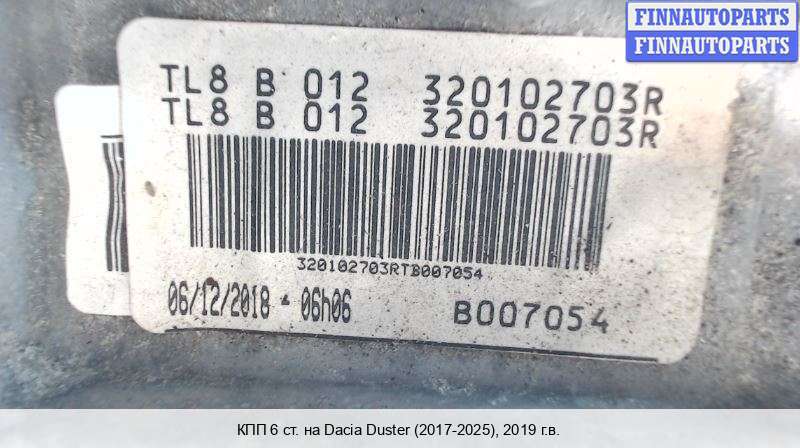 FINNAUTOPARTS
FINNAUTOPARTS
TL8 B 012 320102703R
TL8 B 012 320102703R
320102703RTB007054
06/12/2018 - 06h06 B007054
КПП 6 ст. на Dacia Duster (2017-2025), 2019 г.в.